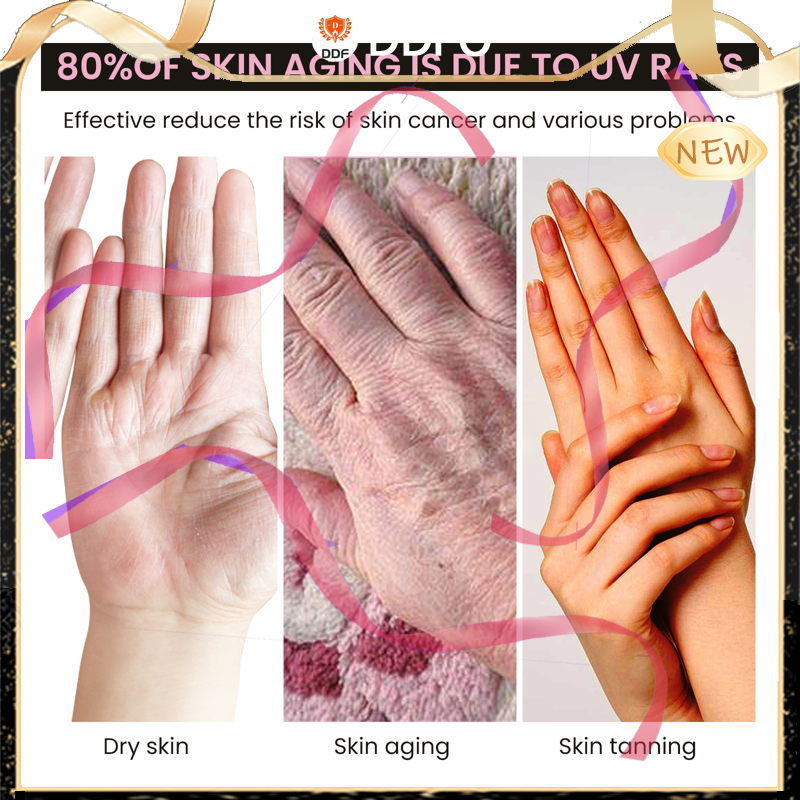 DDF
80%OF SKIN AGING IS DUE TO UV RAYS
Effective reduce the risk of skin cancer and various problems
NEW
Dry skin
Skin aging
Skin tanning